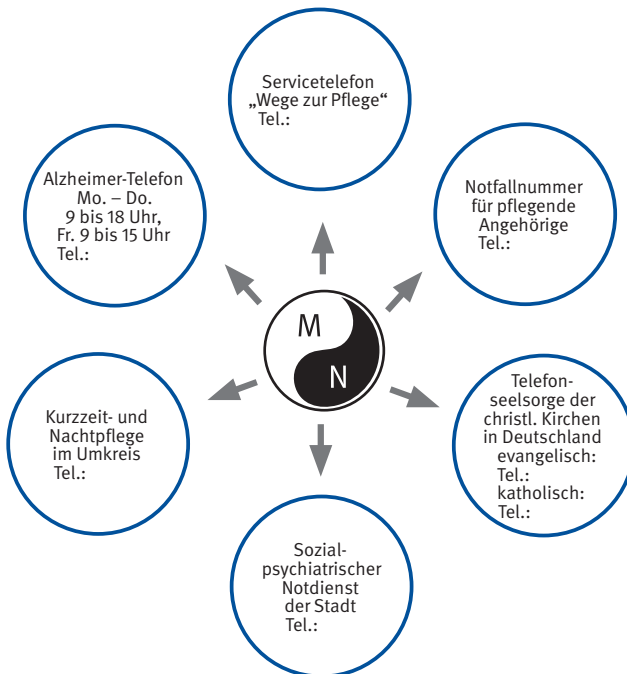 Servicetelefon
„Wege zur Pflege“
Tel.:
Alzheimer-Telefon
Mo. – Do.
9 bis 18 Uhr,
Fr. 9 bis 15 Uhr
Tel.:
Notfallnummer
für pflegende
Angehörige
Tel.:
M
N
Kurzzeit- und
Nachtpflege
im Umkreis
Tel.:
Telefon-
seelsorge der
christl. Kirchen
in Deutschland
evangelisch:
Tel.:
katholisch:
Tel.:
Sozial-
psychiatrischer
Notdienst
der Stadt
Tel.: